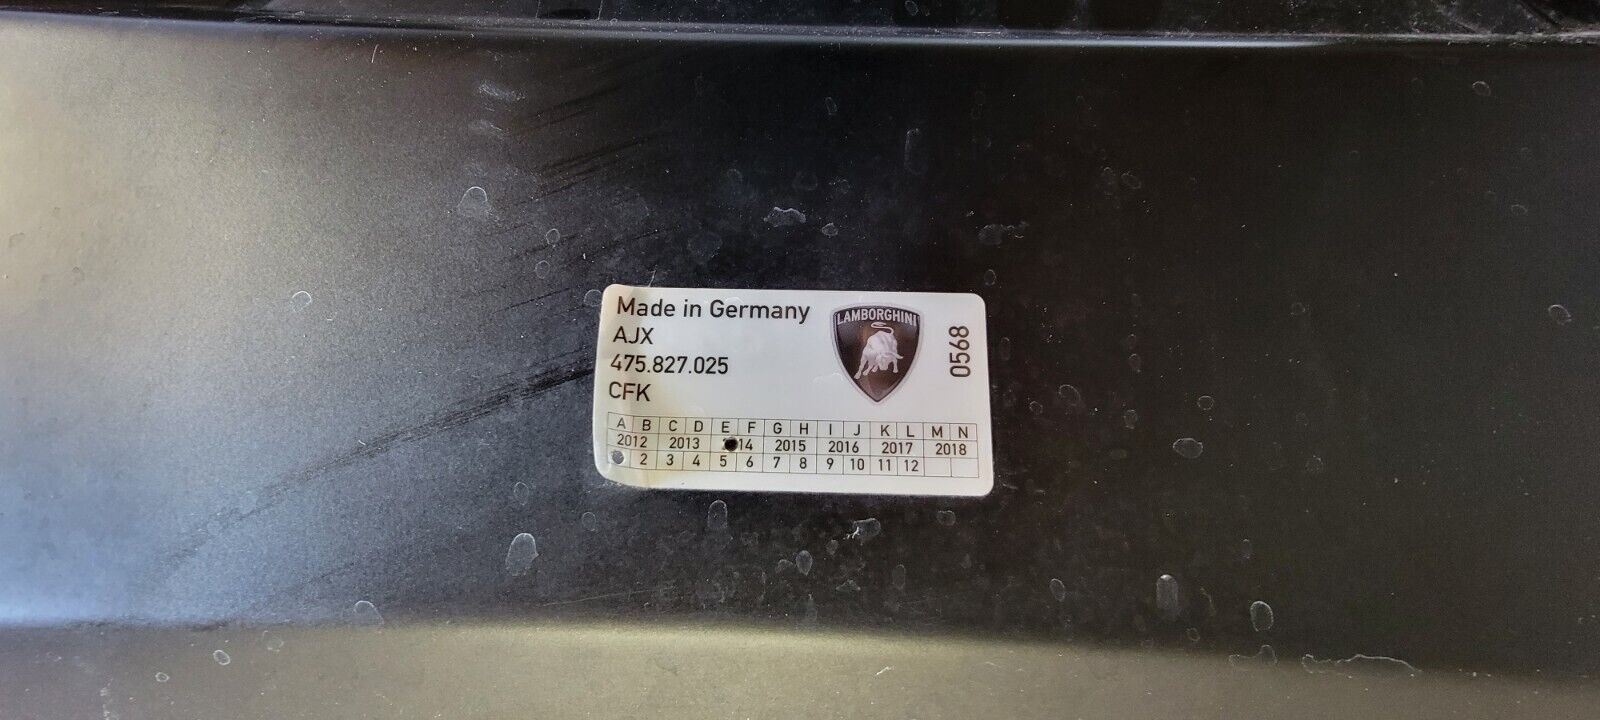 Made in Germany
AJX
475.827.025
CFK
LAMBORGHINI
0568
A B C D E F G H I J K L M N
2012 2013 14 2015 2016 2017 2018
2 3 4 5 6 7 8 9 10 11 12